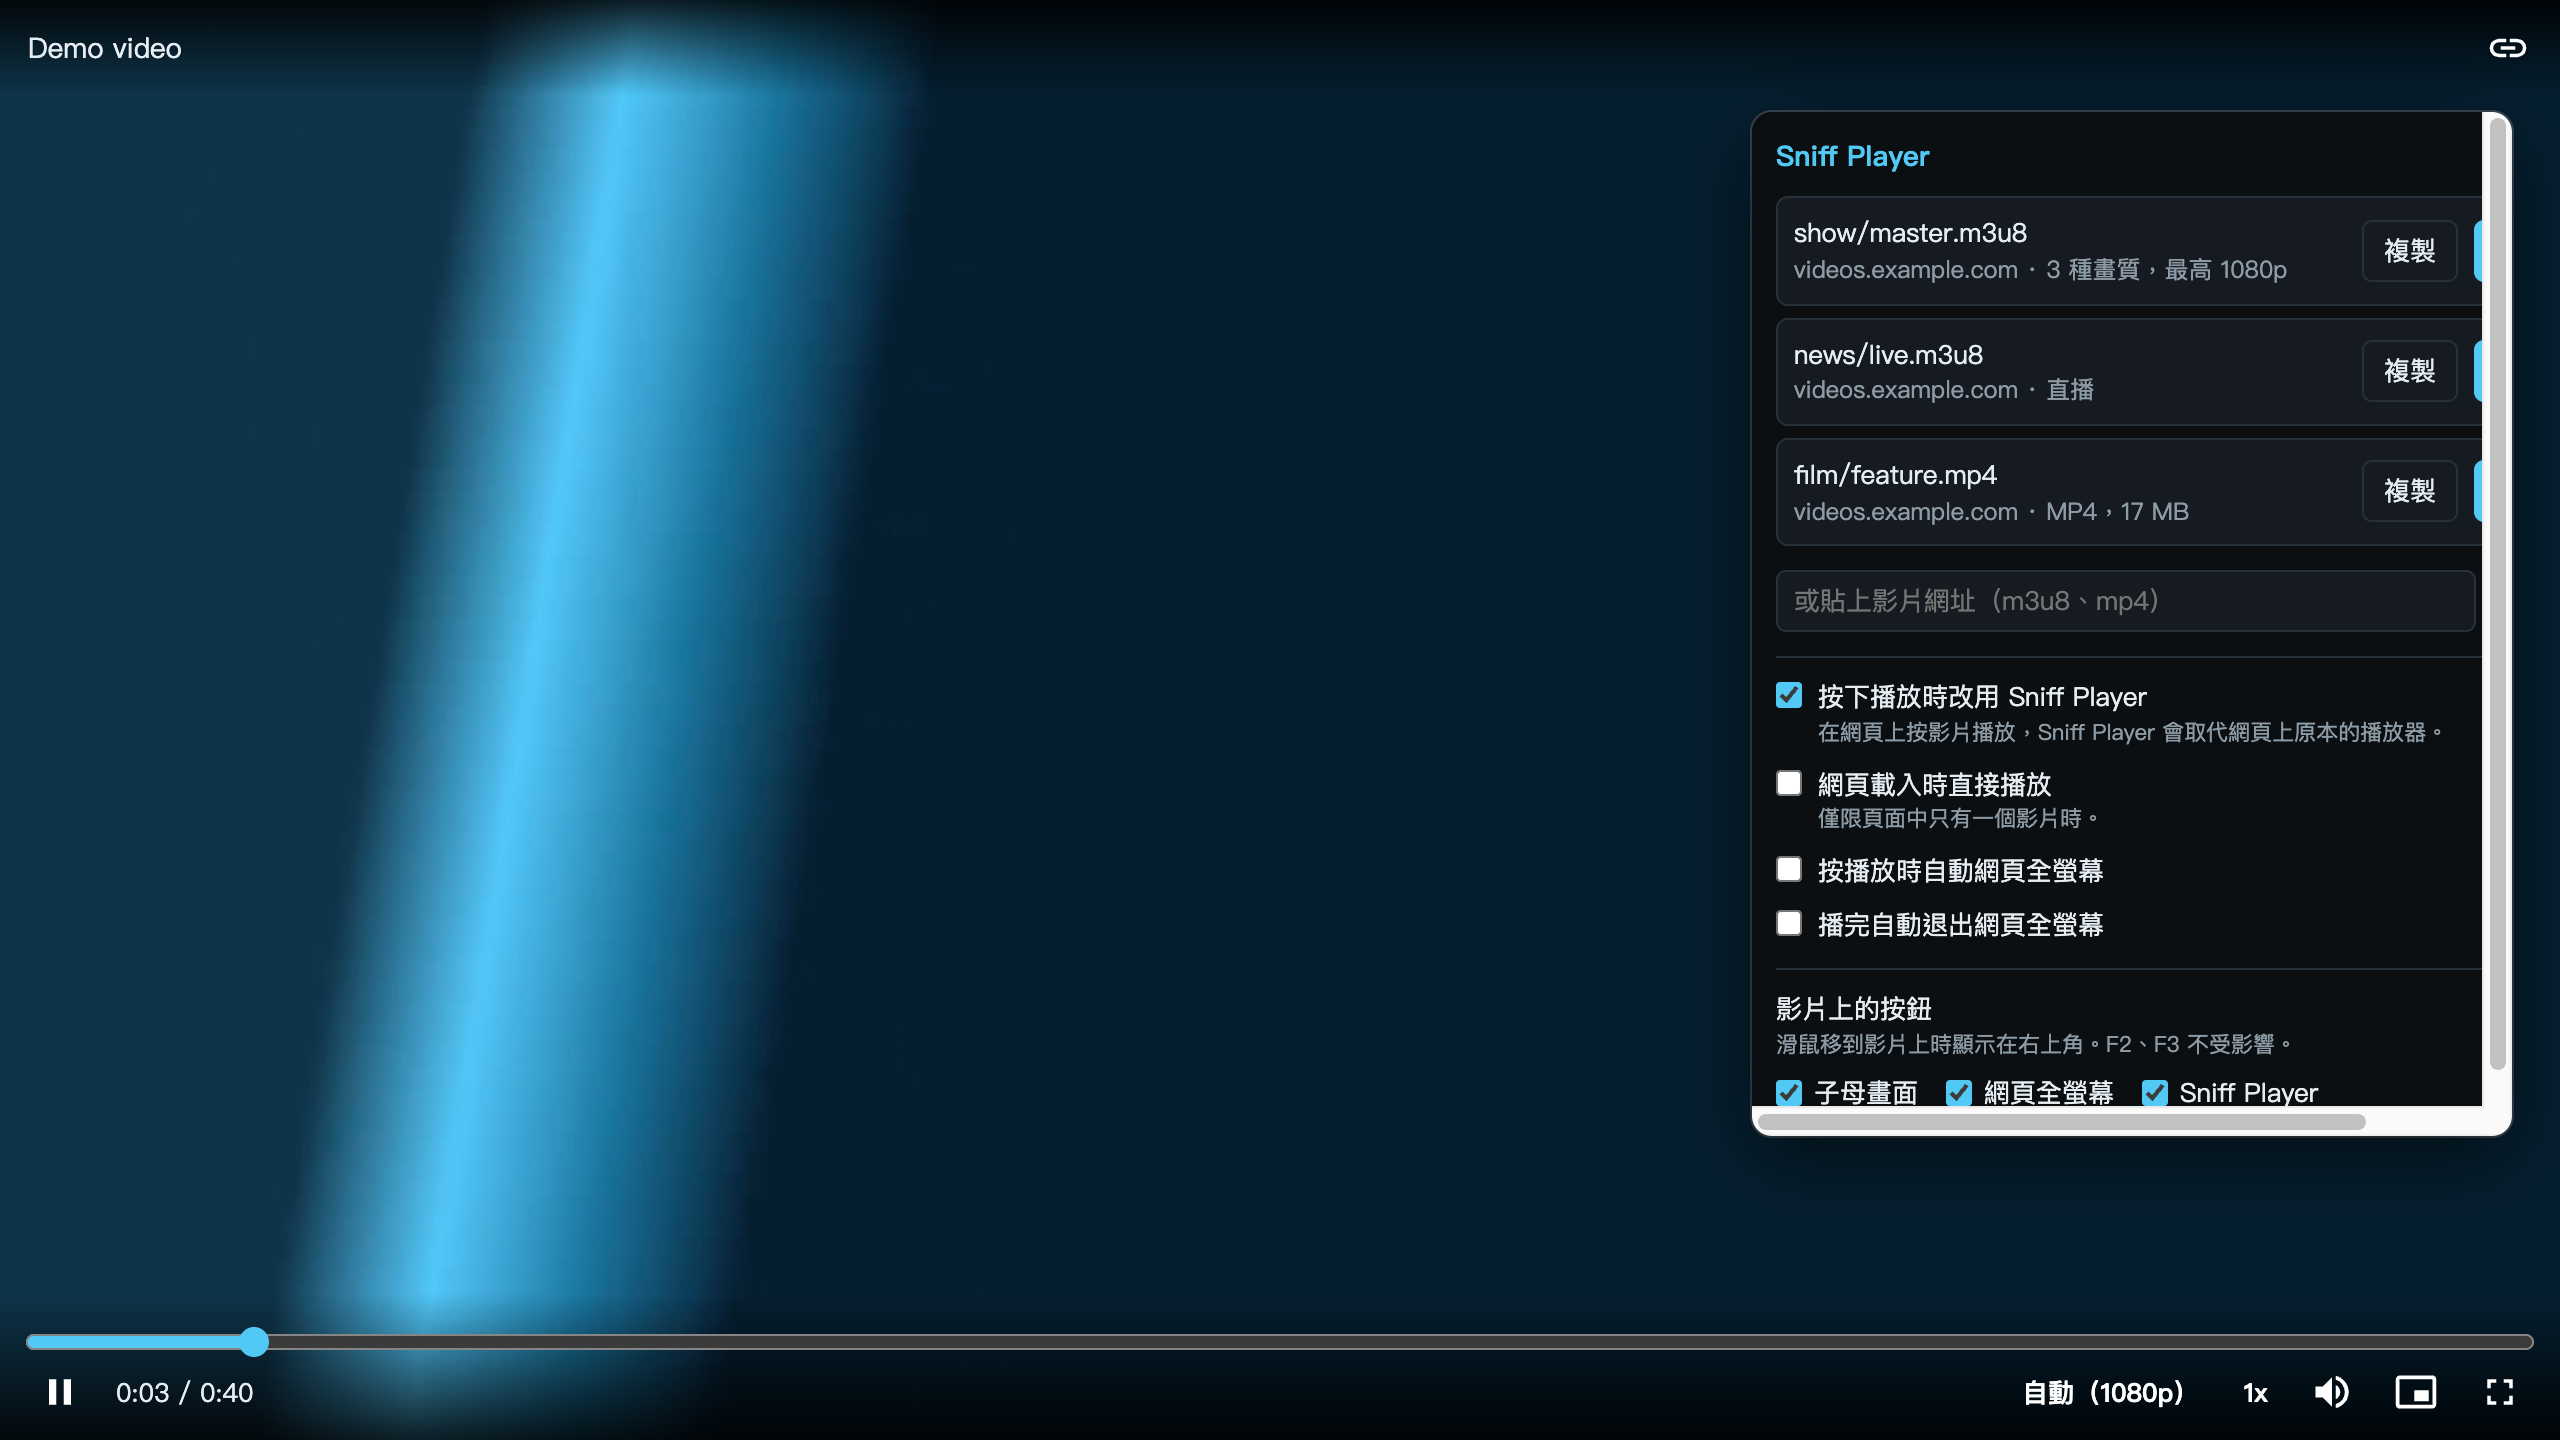 Demo video
Sniff Player
show/master.m3u8
videos.example.com · 3 種畫質，最高 1080p
複製
news/live.m3u8
videos.example.com · 直播
複製
film/feature.mp4
videos.example.com · MP4，17 MB
複製
或貼上影片網址（m3u8、mp4）
按下播放時改用 Sniff Player
在網頁上按影片播放，Sniff Player 會取代網頁上原本的播放器。
網頁載入時直接播放
僅限頁面中只有一個影片時。
按播放時自動網頁全螢幕
播完自動退出網頁全螢幕
影片上的按鈕
滑鼠移到影片上時顯示在右上角。F2、F3 不受影響。
子母畫面 網頁全螢幕 Sniff Player
0:03 / 0:40 自動（1080p） 1x